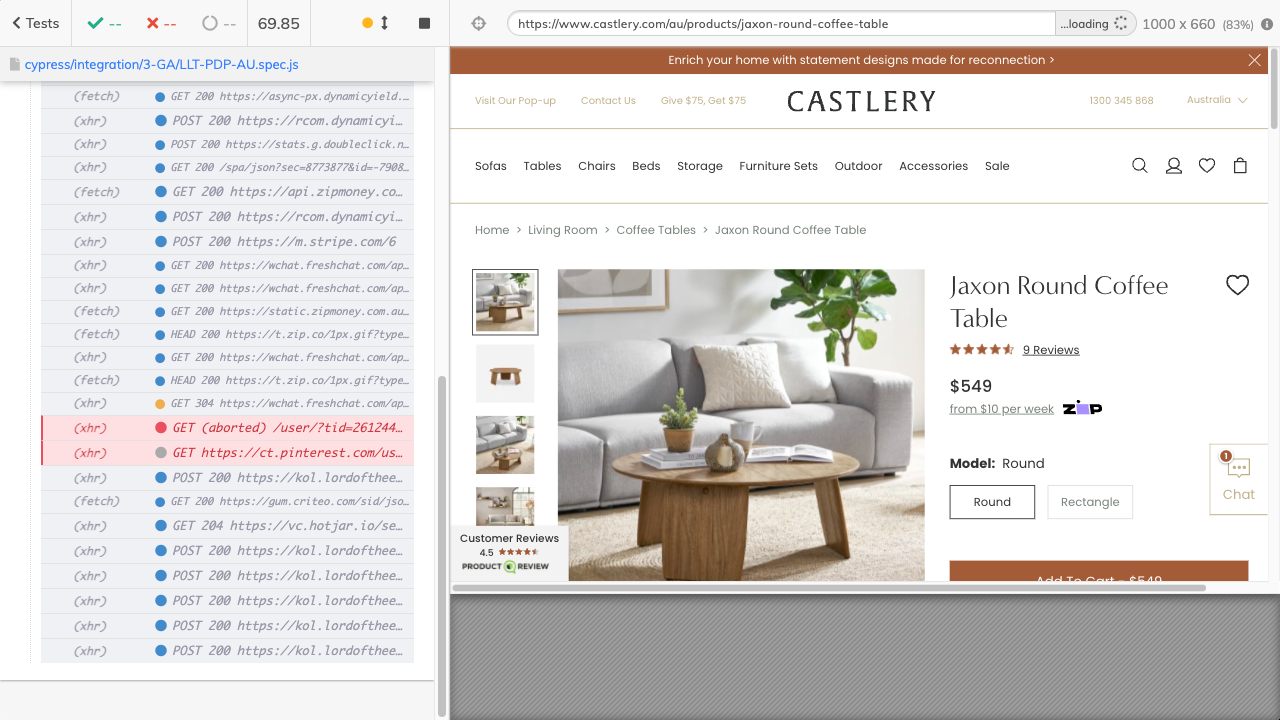 Tests
--
--
--
69.85
https://www.castlery.com/au/products/jaxon-round-coffee-table
...loading
1000 x 660 (83%)
cypress/integration/3-GA/LLT-PDP-AU.spec.js
(fetch) GET 200 https://async-px.dynamicyield....
(xhr) POST 200 https://rcom.dynamicyi...
(xhr) POST 200 https://stats.g.doubleclick.n...
(xhr) GET 200 /spa/json?sec=8773877&id=-7908...
(fetch) GET 200 https://api.zipmoney.co...
(xhr) POST 200 https://rcom.dynamicyi...
(xhr) POST 200 https://m.stripe.com/6
(xhr) GET 200 https://wchat.freshchat.com/ap...
(xhr) GET 200 https://wchat.freshchat.com/ap...
(xhr) GET 200 https://static.zipmoney.com.au...
(fetch) HEAD 200 https://t.zip.co/1px.gif?type...
(xhr) GET 200 https://wchat.freshchat.com/ap...
(fetch) HEAD 200 https://t.zip.co/1px.gif?type...
(xhr) GET 304 https://wchat.freshchat.com/ap...
(xhr) GET (aborted) /user/?tid=261244...
(xhr) GET https://ct.pinterest.com/us...
(xhr) POST 200 https://kol.lordofthee...
(fetch) GET 200 https://gum.criteo.com/sid/jso...
(xhr) GET 204 https://vc.hotjar.io/se...
(xhr) POST 200 https://kol.lordofthee...
(xhr) POST 200 https://kol.lordofthee...
(xhr) POST 200 https://kol.lordofthee...
(xhr) POST 200 https://kol.lordofthee...
(xhr) POST 200 https://kol.lordofthee...
Enrich your home with statement designs made for reconnection >
Visit Our Pop-up
Contact Us
Give $75, Get $75
CASTLERY
1300 345 868
Australia
Sofas Tables Chairs Beds Storage Furniture Sets Outdoor Accessories Sale
Home > Living Room > Coffee Tables > Jaxon Round Coffee Table
Jaxon Round Coffee
Table
9 Reviews
$549
from $10 per week zip
Model: Round
Round
Rectangle
1
Chat
Customer Reviews
4.5
PRODUCT REVIEW
Add To Cart - $549